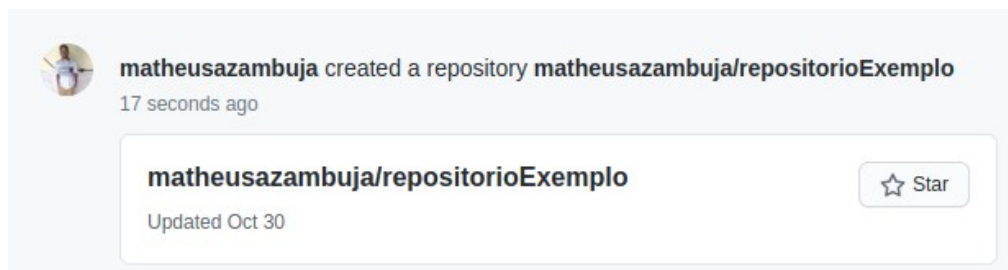 matheusazambuja created a repository matheusazambuja/repositorioExemplo
17 seconds ago
matheusazambuja/repositorioExemplo
Star
Updated Oct 30